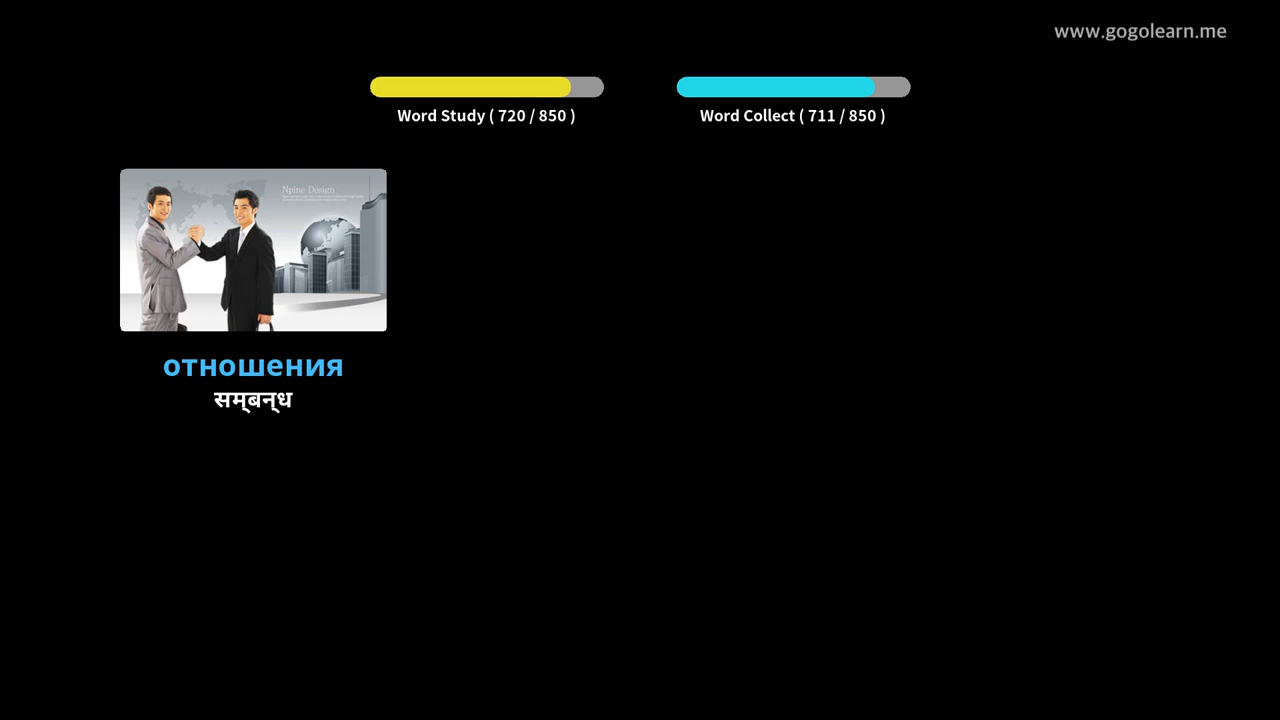 www.gogolearn.me
Word Study ( 720 / 850 )
Word Collect ( 711 / 850 )
Npine Design
отношения
सम्बन्ध